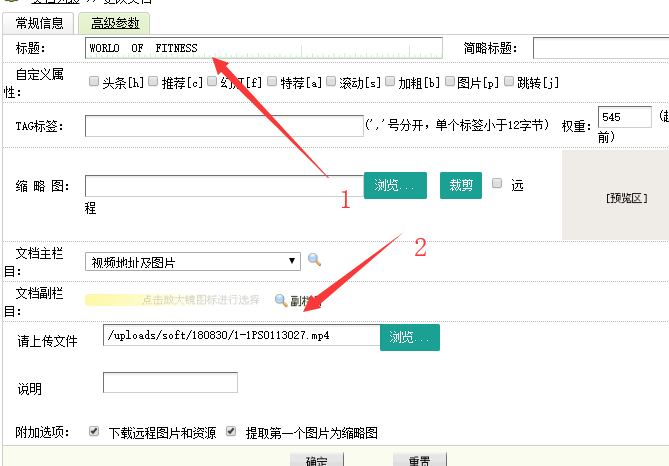 常规信息 高级参数
标题： WORLD OF FITNESS 简略标题：
自定义属性： 头条[h] 推荐[c] 幻灯[f] 特荐[a] 滚动[s] 加粗[b] 图片[p] 跳转[j]
TAG标签： (','号分开，单个标签小于12字节) 权重： 545
前)
缩 略 图： 浏览... 裁剪 远程 [预览区]
1
文档主栏目： 视频地址及图片
2
文档副栏目： 点击放大镜图标进行选择
请上传文件 /uploads/soft/180830/1-1PS0113027.mp4 浏览...
说明
附加选项： 下载远程图片和资源 提取第一个图片为缩略图
确定 重置